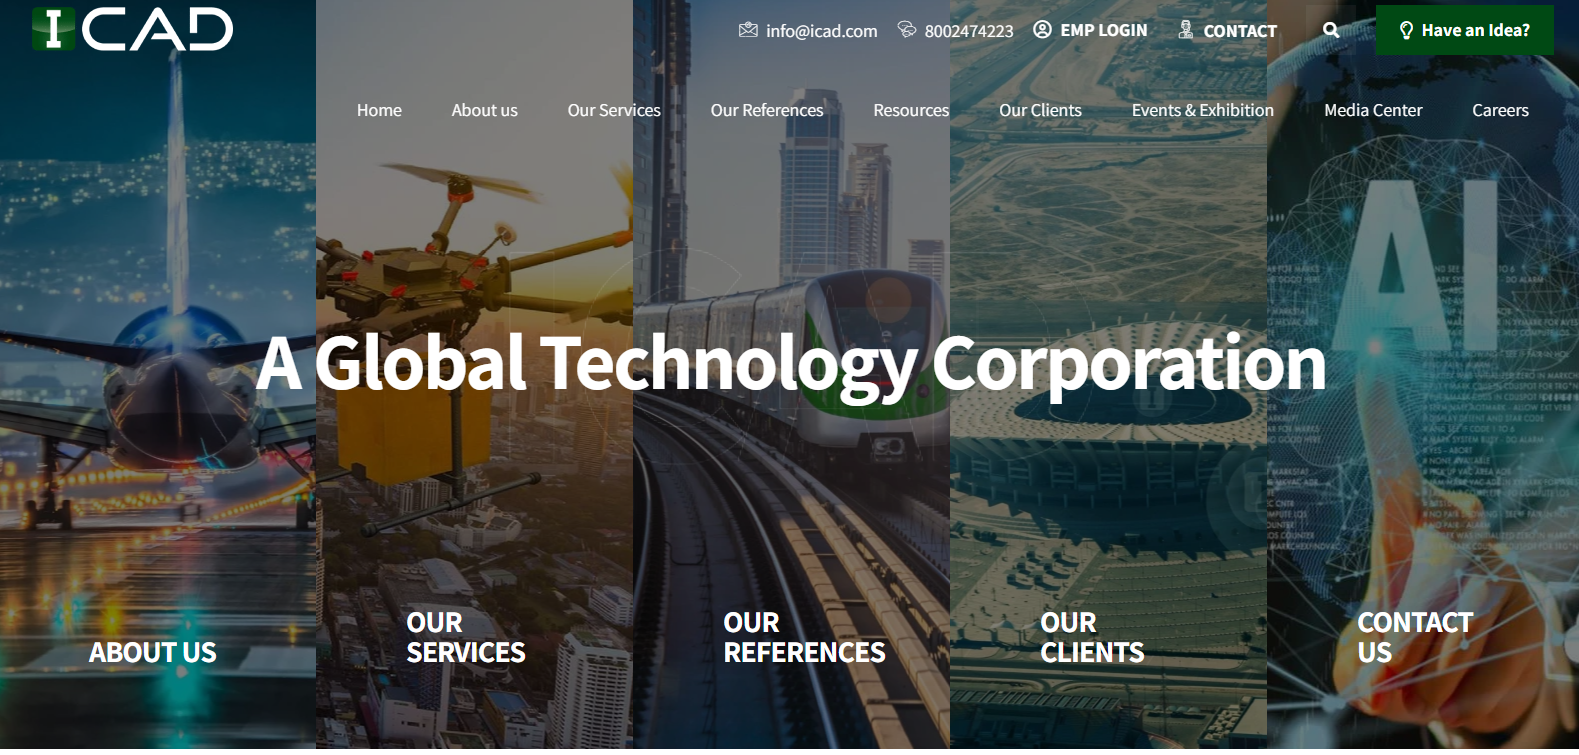 I CAD
info@icad.com 8002474223 EMP LOGIN CONTACT Have an Idea?
Home About us Our Services Our References Resources Our Clients Events & Exhibition Media Center Careers
AI
A Global Technology Corporation
ABOUT US
OUR
SERVICES
OUR
REFERENCES
OUR
CLIENTS
CONTACT
US